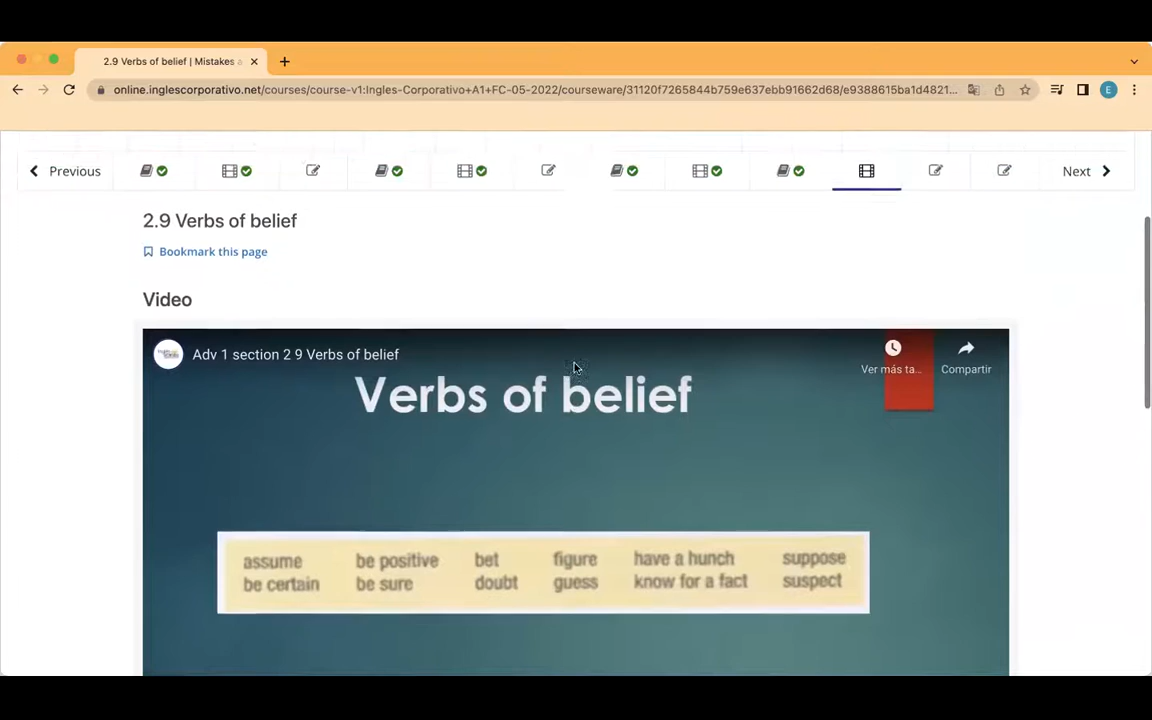 2.9 Verbs of belief | Mistakes a
online.inglescorporativo.net/courses/course-v1:Ingles-Corporativo+A1+FC-05-2022/courseware/31120f7265844b759e637ebb91662d68/e9388615ba1d4821...
E
Previous
Next
2.9 Verbs of belief
Bookmark this page
Video
Adv 1 section 2 9 Verbs of belief
Ver más ta...
Compartir
Verbs of belief
assume be positive bet figure have a hunch suppose
be certain be sure doubt guess know for a fact suspect